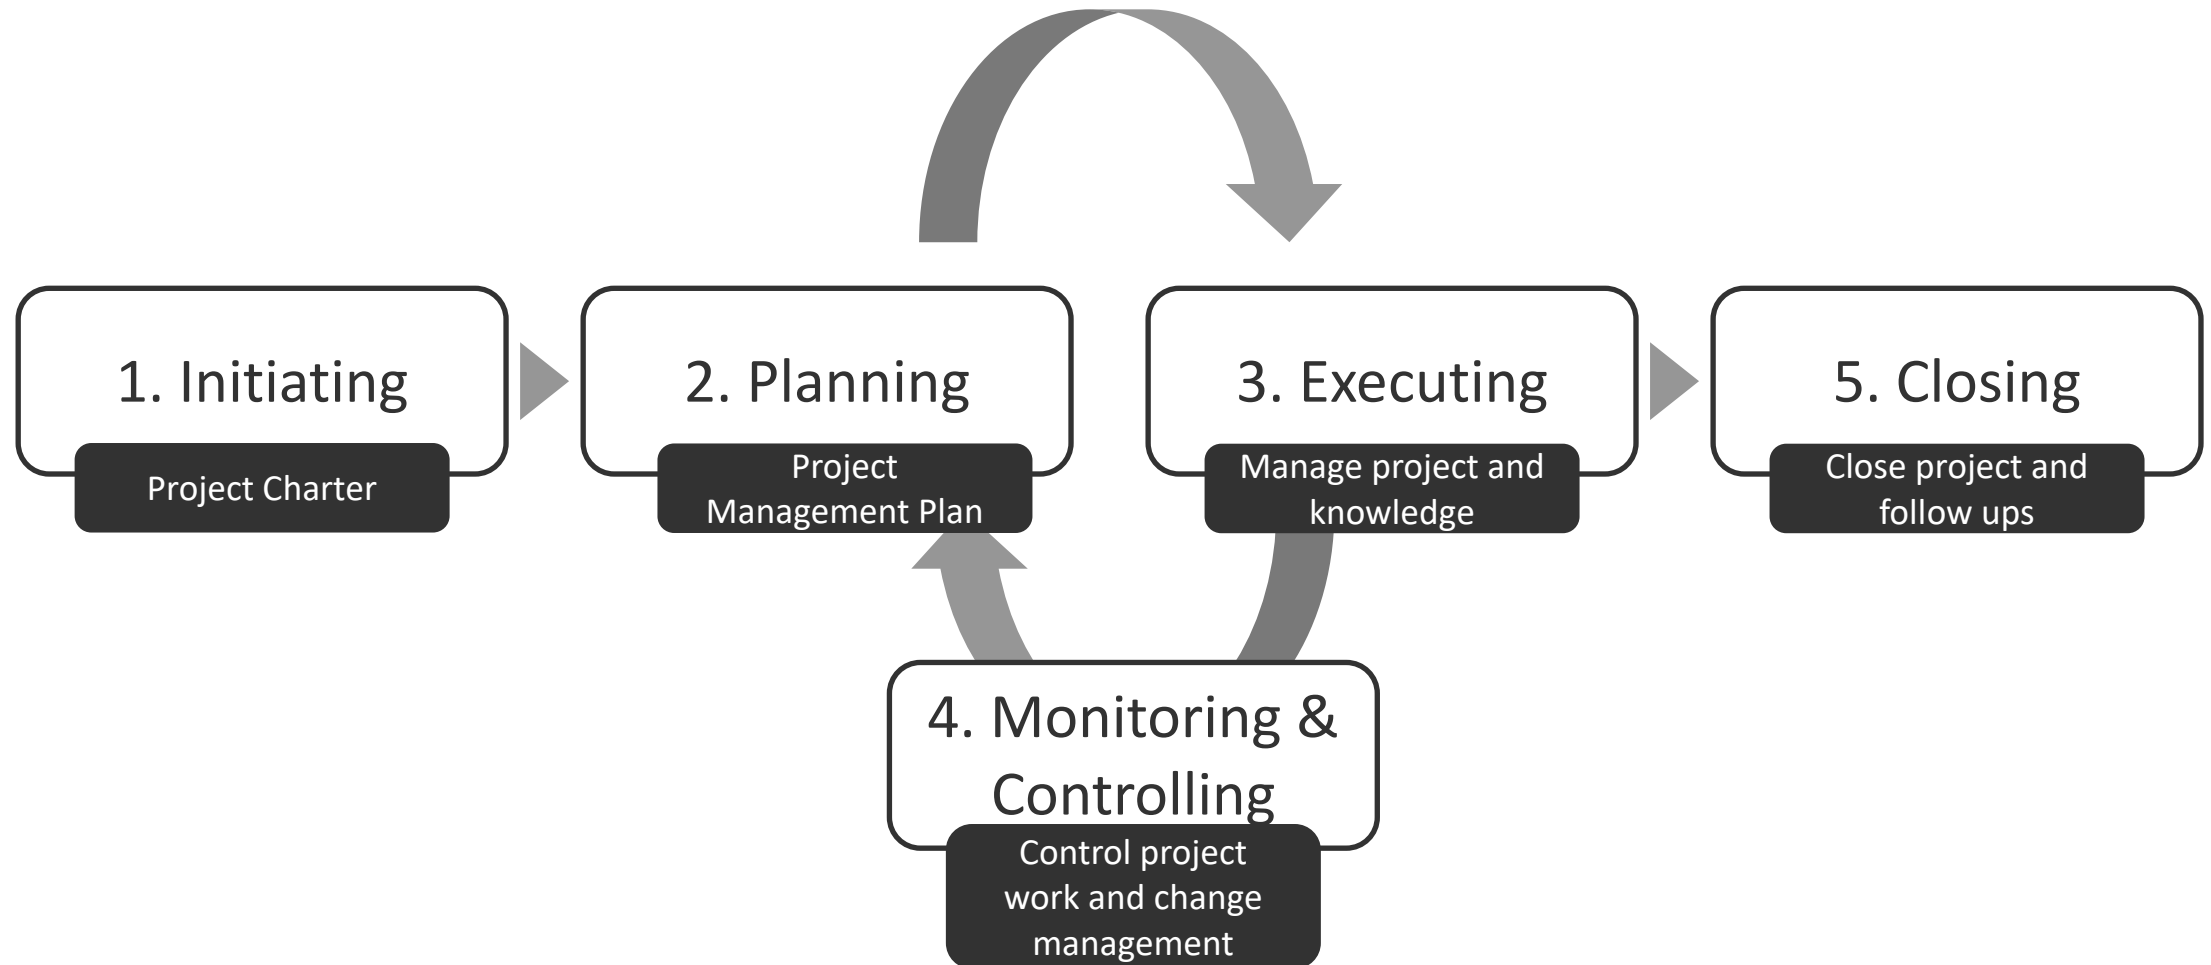 1. Initiating
Project Charter
2. Planning
Project
Management Plan
3. Executing
Manage project and
knowledge
5. Closing
Close project and
follow ups
4. Monitoring &
Controlling
Control project
work and change
management